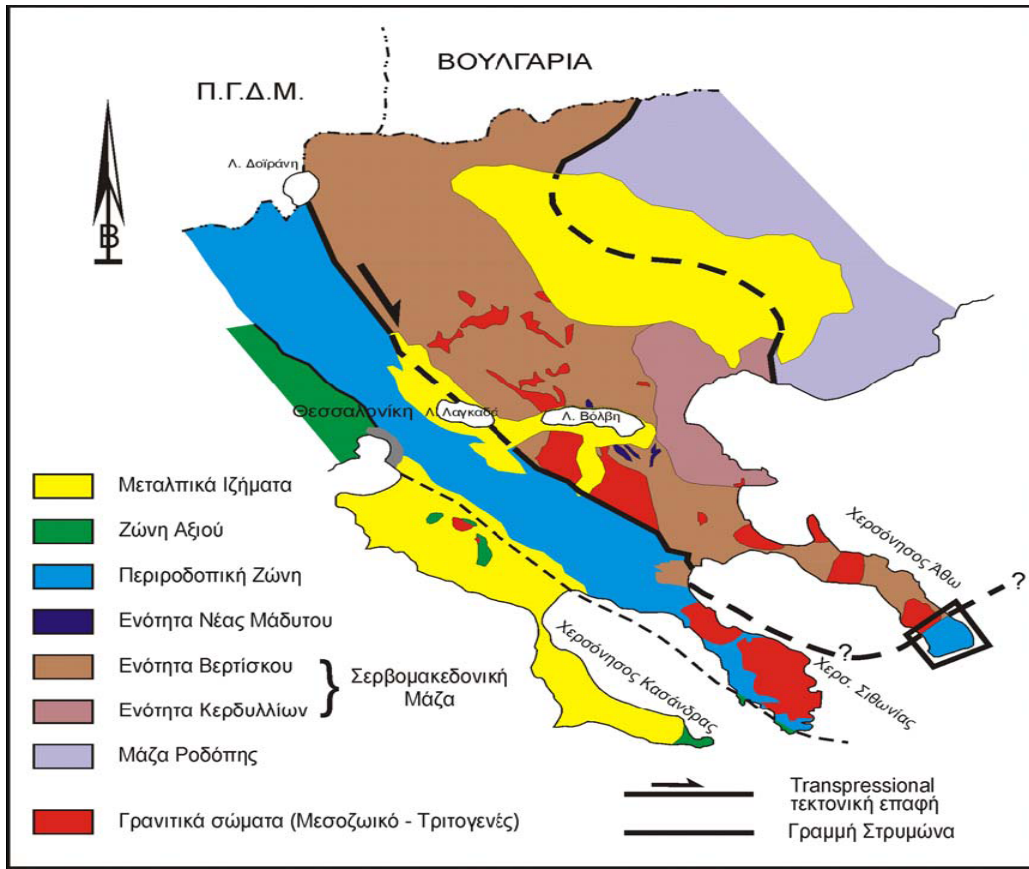 ΒΟΥΛΓΑΡΙΑ
Π.Γ.Δ.Μ.
Λ. Δοϊράνη
Β
Θεσσαλονίκη
Λ. Λαγκαδά
Λ. Βόλβη
Χερσόνησος Άθω
?
?
Χερσ. Σιθωνίας
Χερσόνησος Κασάνδρας
Μεταλπικά Ιζήματα
Ζώνη Αξιού
Περιροδοπική Ζώνη
Ενότητα Νέας Μάδυτου
Ενότητα Βερτίσκου
Ενότητα Κερδυλλίων
} Σερβομακεδονική
Μάζα
Μάζα Ροδόπης
Γρανιτικά σώματα (Μεσοζωικό - Τριτογενές)
Transpressional
τεκτονική επαφή
Γραμμή Στρυμώνα